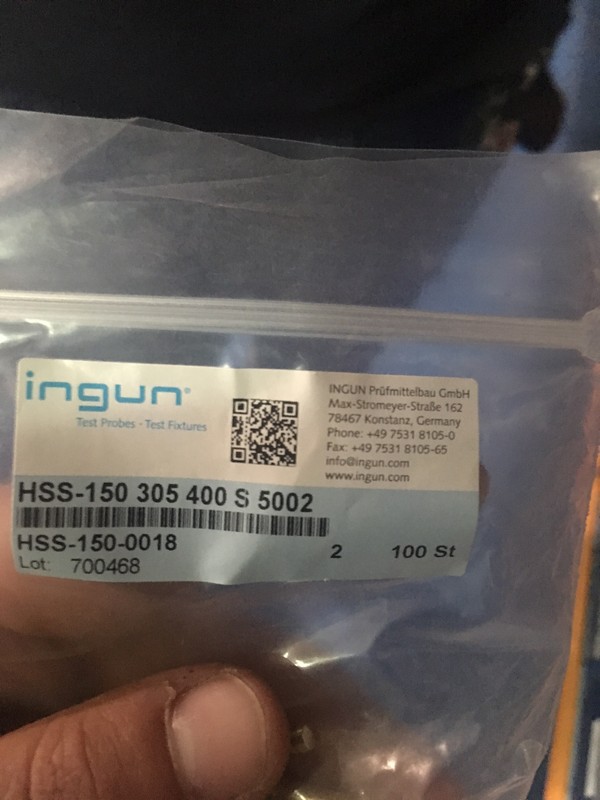 ingun®
Test Probes · Test Fixtures
INGUN Prüfmittelbau GmbH
Max-Stromeyer-Straße 162
78467 Konstanz, Germany
Phone: +49 7531 8105-0
Fax: +49 7531 8105-65
info@ingun.com
www.ingun.com
HSS-150 305 400 S 5002
HSS-150-0018 2 100 St
Lot: 700468